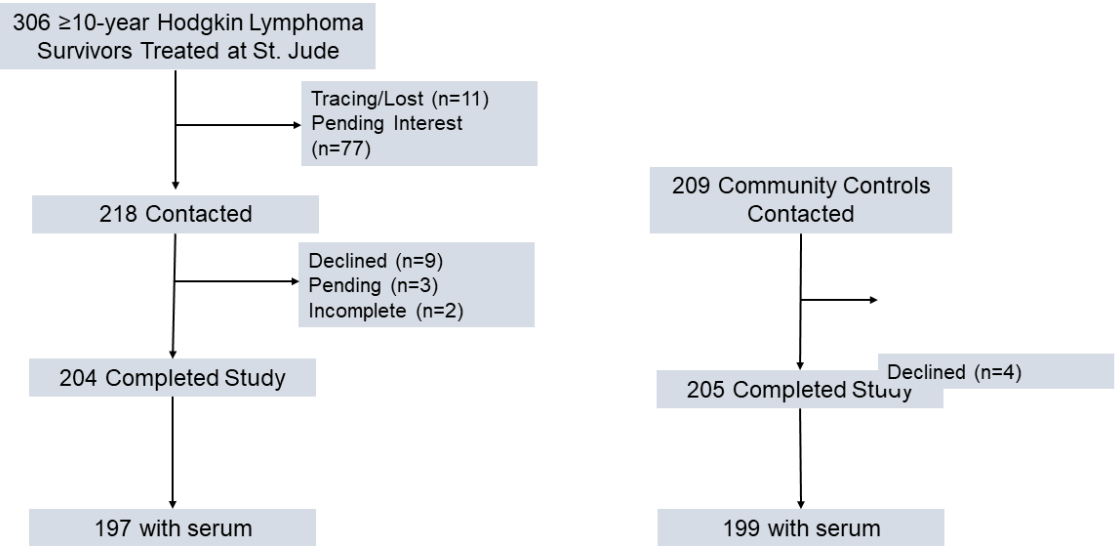 306 ≥10-year Hodgkin Lymphoma
Survivors Treated at St. Jude
Tracing/Lost (n=11)
Pending Interest
(n=77)
218 Contacted
Declined (n=9)
Pending (n=3)
Incomplete (n=2)
204 Completed Study
197 with serum
209 Community Controls
Contacted
Declined (n=4)
205 Completed Study
199 with serum